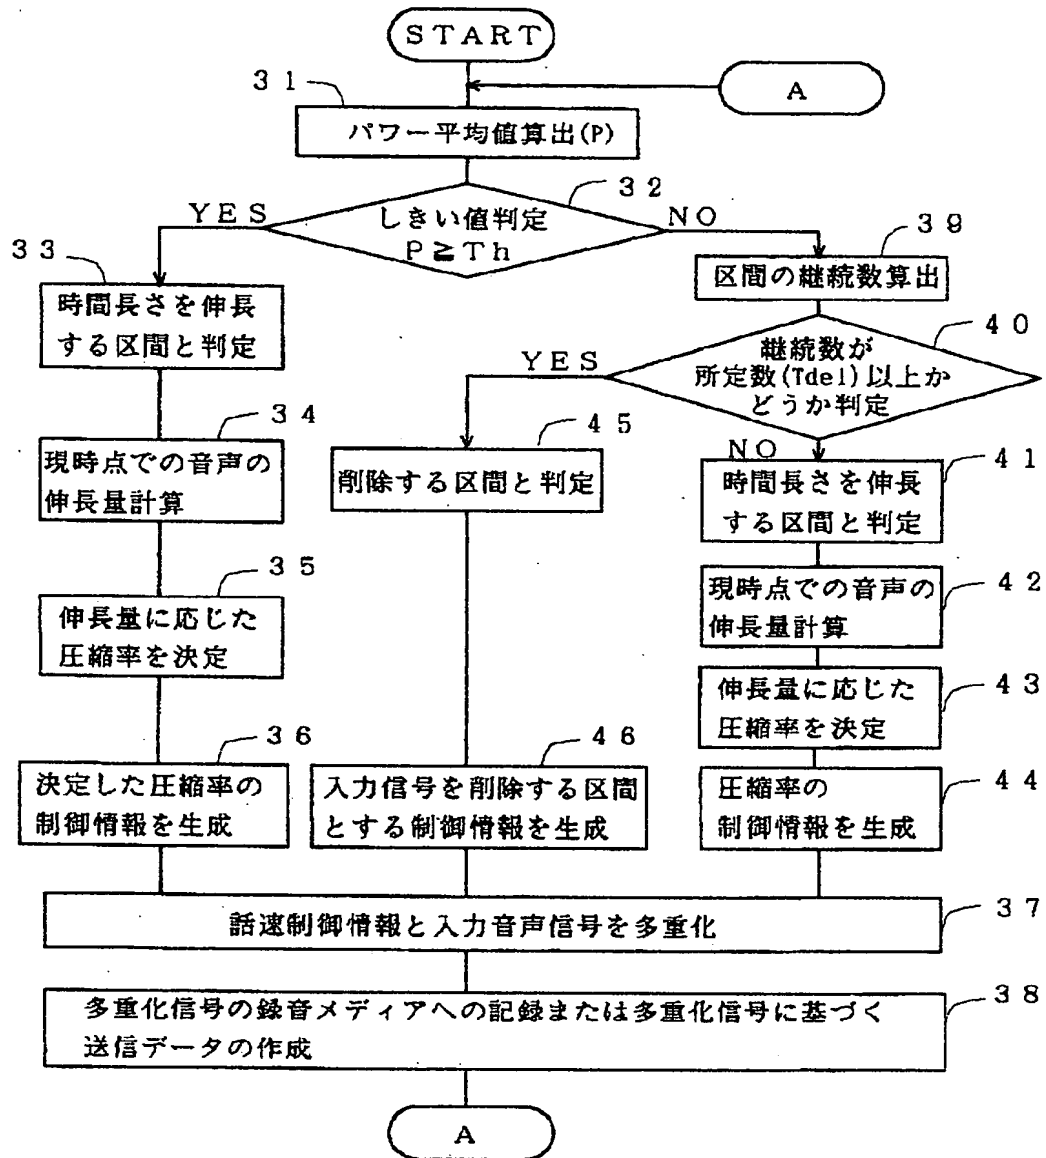 START
A
31
パワー平均値算出(P)
32
しきい値判定
P≧Th
YES
NO
33
時間長さを伸長
する区間と判定
39
区間の継続数算出
40
継続数が
所定数(Tdel)以上か
どうか判定
YES
NO
34
現時点での音声の
伸長量計算
45
削除する区間と判定
41
時間長さを伸長
する区間と判定
35
伸長量に応じた
圧縮率を決定
42
現時点での音声の
伸長量計算
43
伸長量に応じた
圧縮率を決定
36
決定した圧縮率の
制御情報を生成
46
入力信号を削除する区間
とする制御情報を生成
44
圧縮率の
制御情報を生成
37
話速制御情報と入力音声信号を多重化
38
多重化信号の録音メディアへの記録または多重化信号に基づく
送信データの作成
A